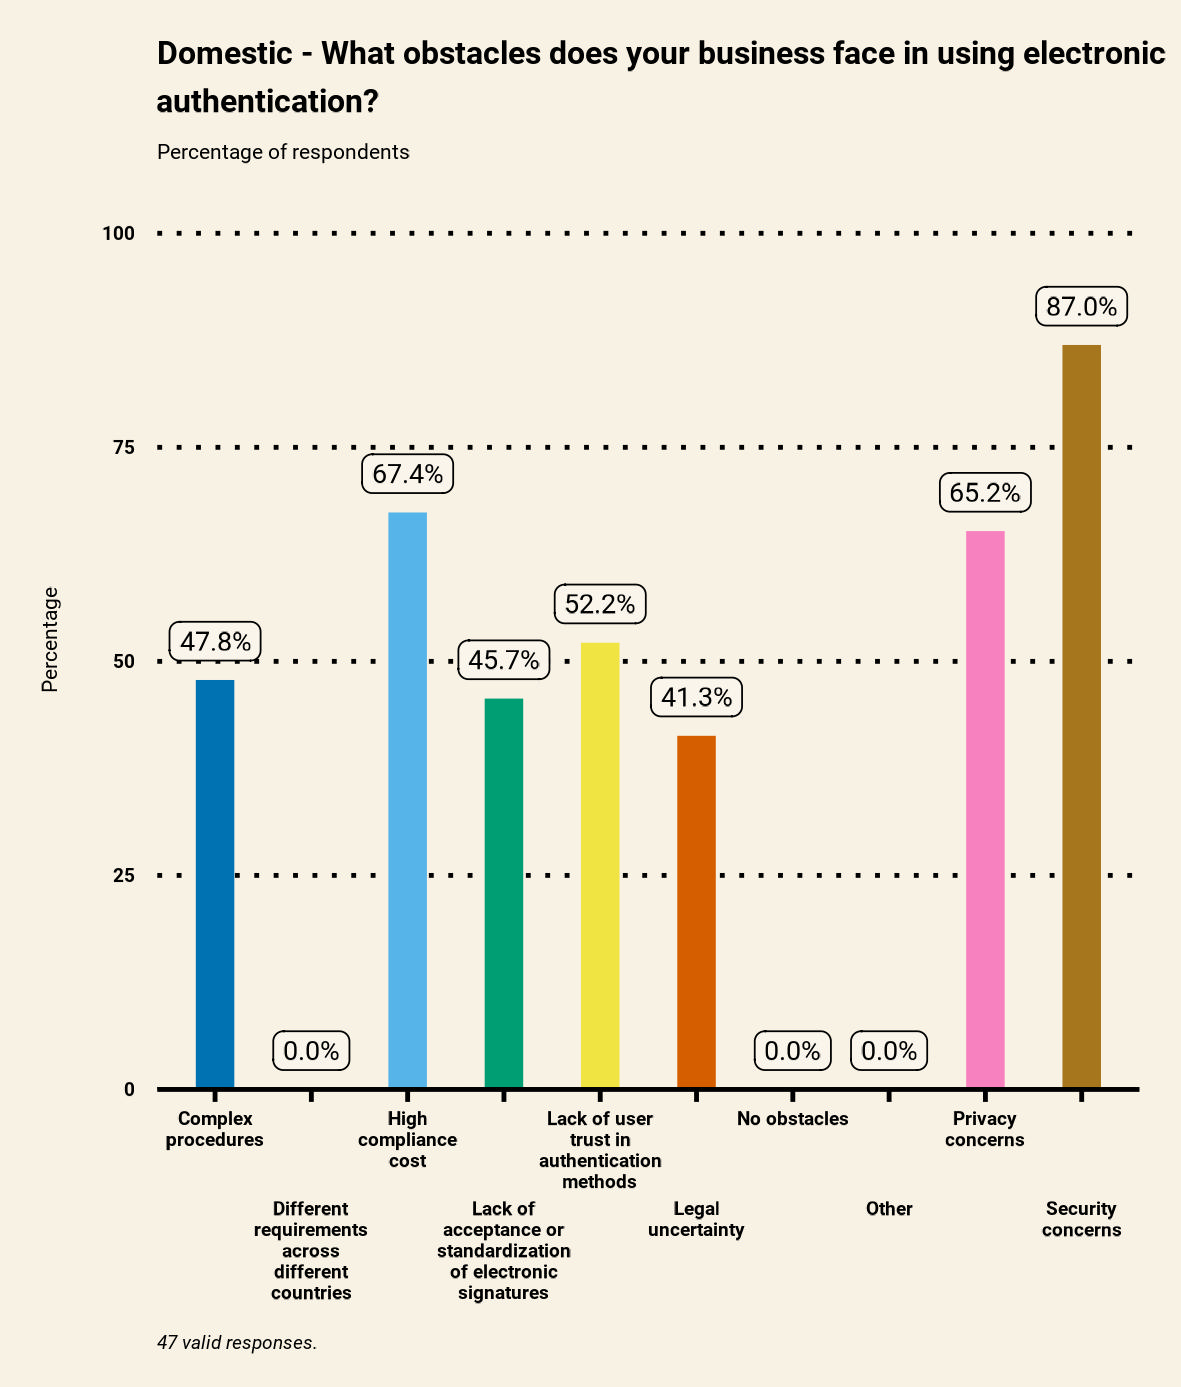 Domestic - What obstacles does your business face in using electronic
authentication?
Percentage of respondents
100
75
50
25
0
Percentage
47.8%
0.0%
67.4%
45.7%
52.2%
41.3%
0.0%
0.0%
65.2%
87.0%
Complex
procedures
Different
requirements
across
different
countries
High
compliance
cost
Lack of
acceptance or
standardization
of electronic
signatures
Lack of user
trust in
authentication
methods
Legal
uncertainty
No obstacles
Other
Privacy
concerns
Security
concerns
47 valid responses.